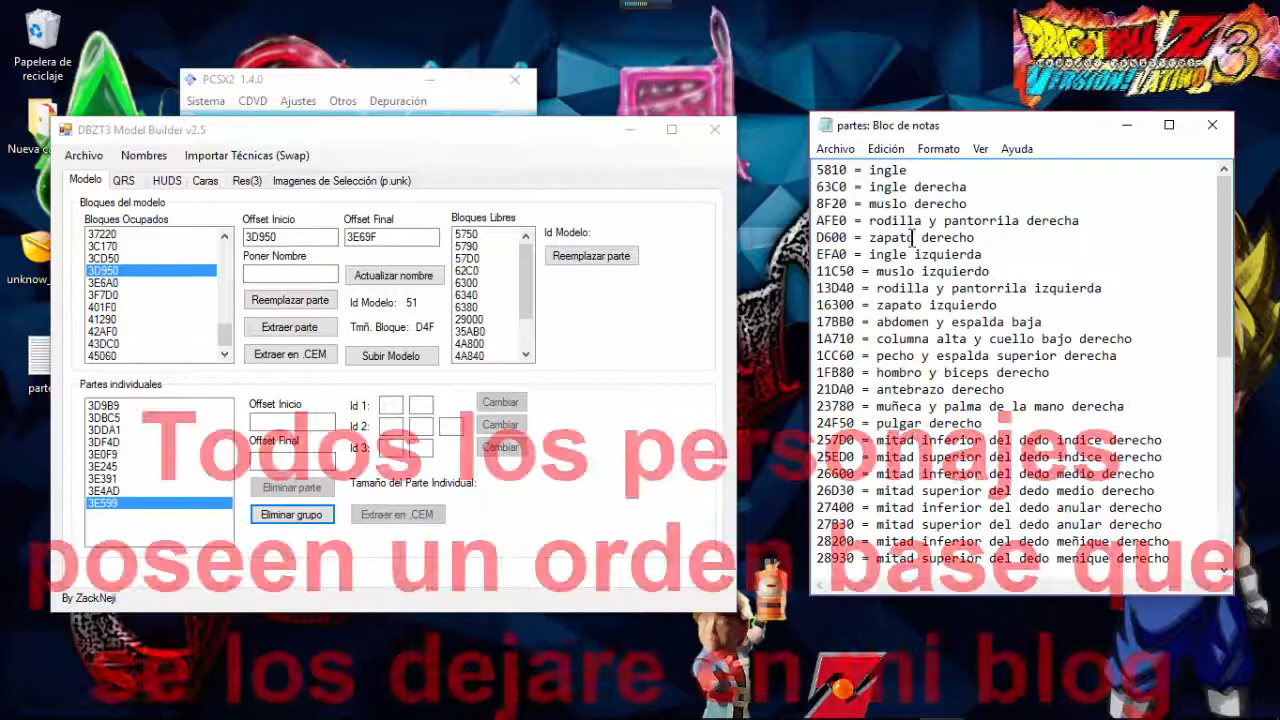 Papelera de
reciclaje
PCSX2 1.4.0
Sistema CDVD Ajustes Otros Depuración
DRAGON BALL Z 3
VERSION LATINO
DBZT3 Model Builder v2.5
Archivo Nombres Importar Técnicas (Swap)
Modelo QRS HUDS Caras Res(3) Imagenes de Selección (p.unk)
Bloques del modelo
Bloques Ocupados
37220
3C170
3CD50
3D950
3E6A0
3F7D0
401F0
41290
42AF0
43DC0
45060
Offset Inicio Offset Final
3D950 3E69F
Poner Nombre
Actualizar nombre
Reemplazar parte Id Modelo: 51
Extraer parte Tmñ. Bloque: D4F
Extraer en .CEM Subir Modelo
Bloques Libres
5750
5790
57D0
62C0
6300
6340
6380
29000
35AB0
4A800
4A840
Id Modelo:
Reemplazar parte
Partes individuales
3D9B9
3DBC5
3DDA1
3DF4D
3E0F9
3E245
3E391
3E4AD
3E599
Offset Inicio
Offset Final
Id 1: Cambiar
Id 2: Cambiar
Id 3: Cambiar
Eliminar parte Tamaño del Parte Individual:
Eliminar grupo Extraer en .CEM
By ZackNeji
partes: Bloc de notas
Archivo Edición Formato Ver Ayuda
5810 = ingle
63C0 = ingle derecha
8F20 = muslo derecho
AFE0 = rodilla y pantorrila derecha
D600 = zapato derecho
EFA0 = ingle izquierda
11C50 = muslo izquierdo
13D40 = rodilla y pantorrila izquierda
16300 = zapato izquierdo
17BB0 = abdomen y espalda baja
1A710 = columna alta y cuello bajo derecho
1CC60 = pecho y espalda superior derecha
1FB80 = hombro y biceps derecho
21DA0 = antebrazo derecho
23780 = muñeca y palma de la mano derecha
24F50 = pulgar derecho
257D0 = mitad inferior del dedo indice derecho
25ED0 = mitad superior del dedo indice derecho
26600 = mitad inferior del dedo medio derecho
26D30 = mitad superior del dedo medio derecho
27400 = mitad inferior del dedo anular derecho
27B30 = mitad superior del dedo anular derecho
28200 = mitad inferior del dedo meñique derecho
28930 = mitad superior del dedo menique derecho
Todos los personajes
poseen un orden base que
se los dejare en mi blog